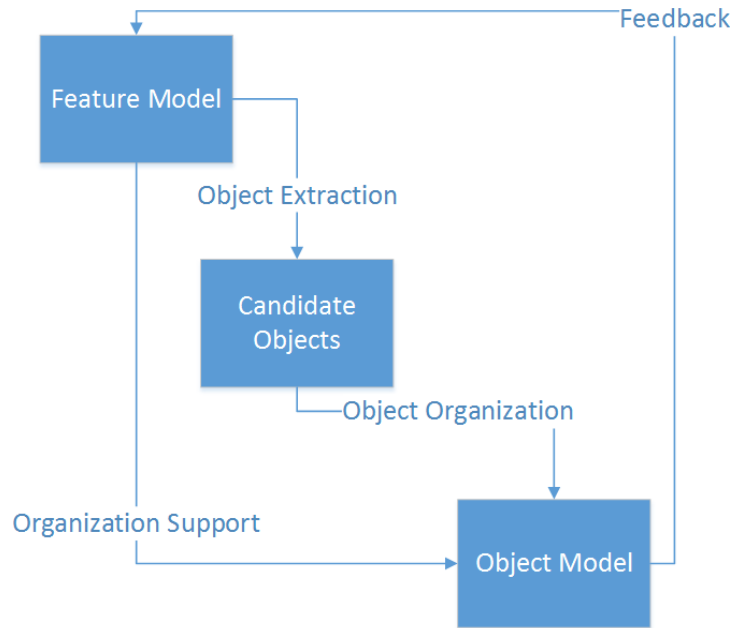 Feedback
Feature Model
Object Extraction
Candidate
Objects
Object Organization
Organization Support
Object Model